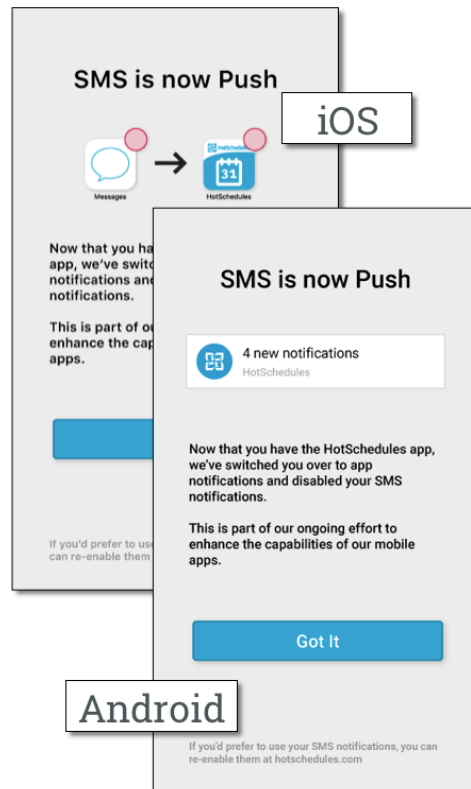 SMS is now Push
iOS
HotSchedules
31
Messages
HotSchedules
Now that you ha
app, we've switc
notifications and
notifications.
This is part of ou
enhance the cap
apps.
If you'd prefer to use
can re-enable them
SMS is now Push
4 new notifications
HotSchedules
Now that you have the HotSchedules app,
we've switched you over to app
notifications and disabled your SMS
notifications.
This is part of our ongoing effort to
enhance the capabilities of our mobile
apps.
Got It
Android
If you'd prefer to use your SMS notifications, you can
re-enable them at hotschedules.com